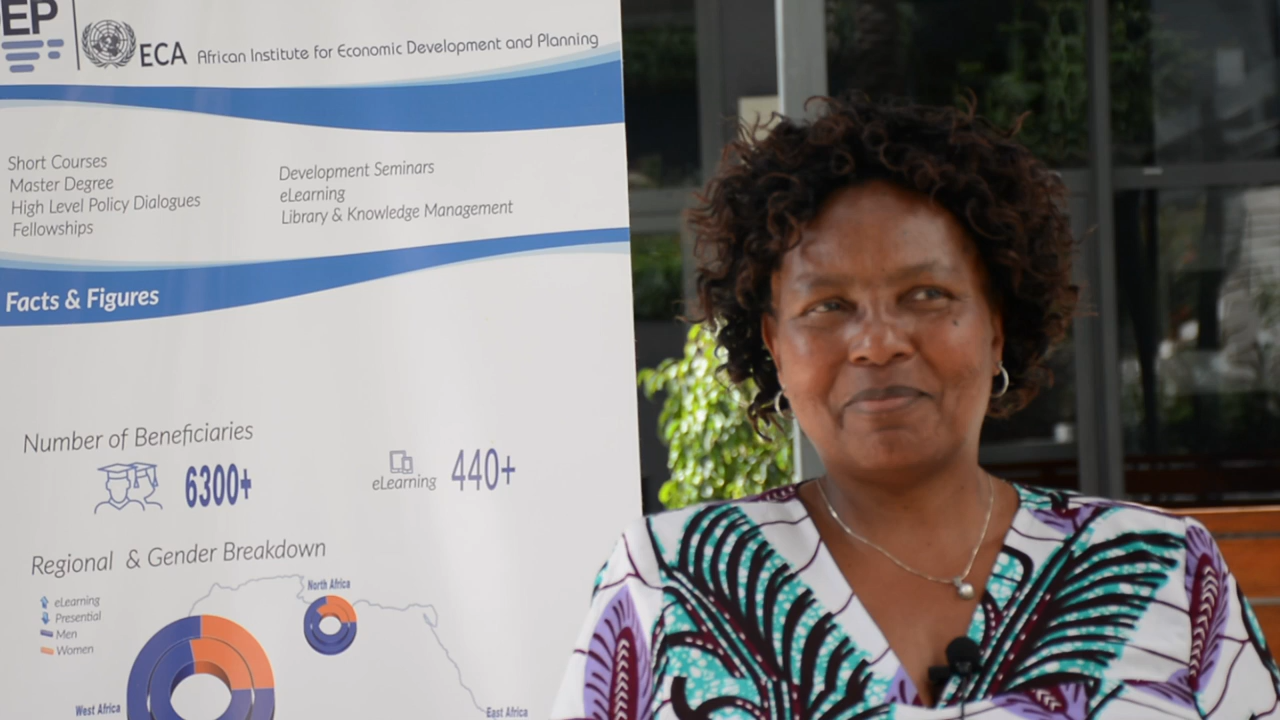 EP
ECA African Institute for Economic Development and Planning
Short Courses
Master Degree
High Level Policy Dialogues
Fellowships
Development Seminars
eLearning
Library & Knowledge Management
Facts & Figures
Number of Beneficiaries
6300+
eLearning 440+
Regional & Gender Breakdown
eLearning
Presential
Men
Women
North Africa
West Africa
East Africa